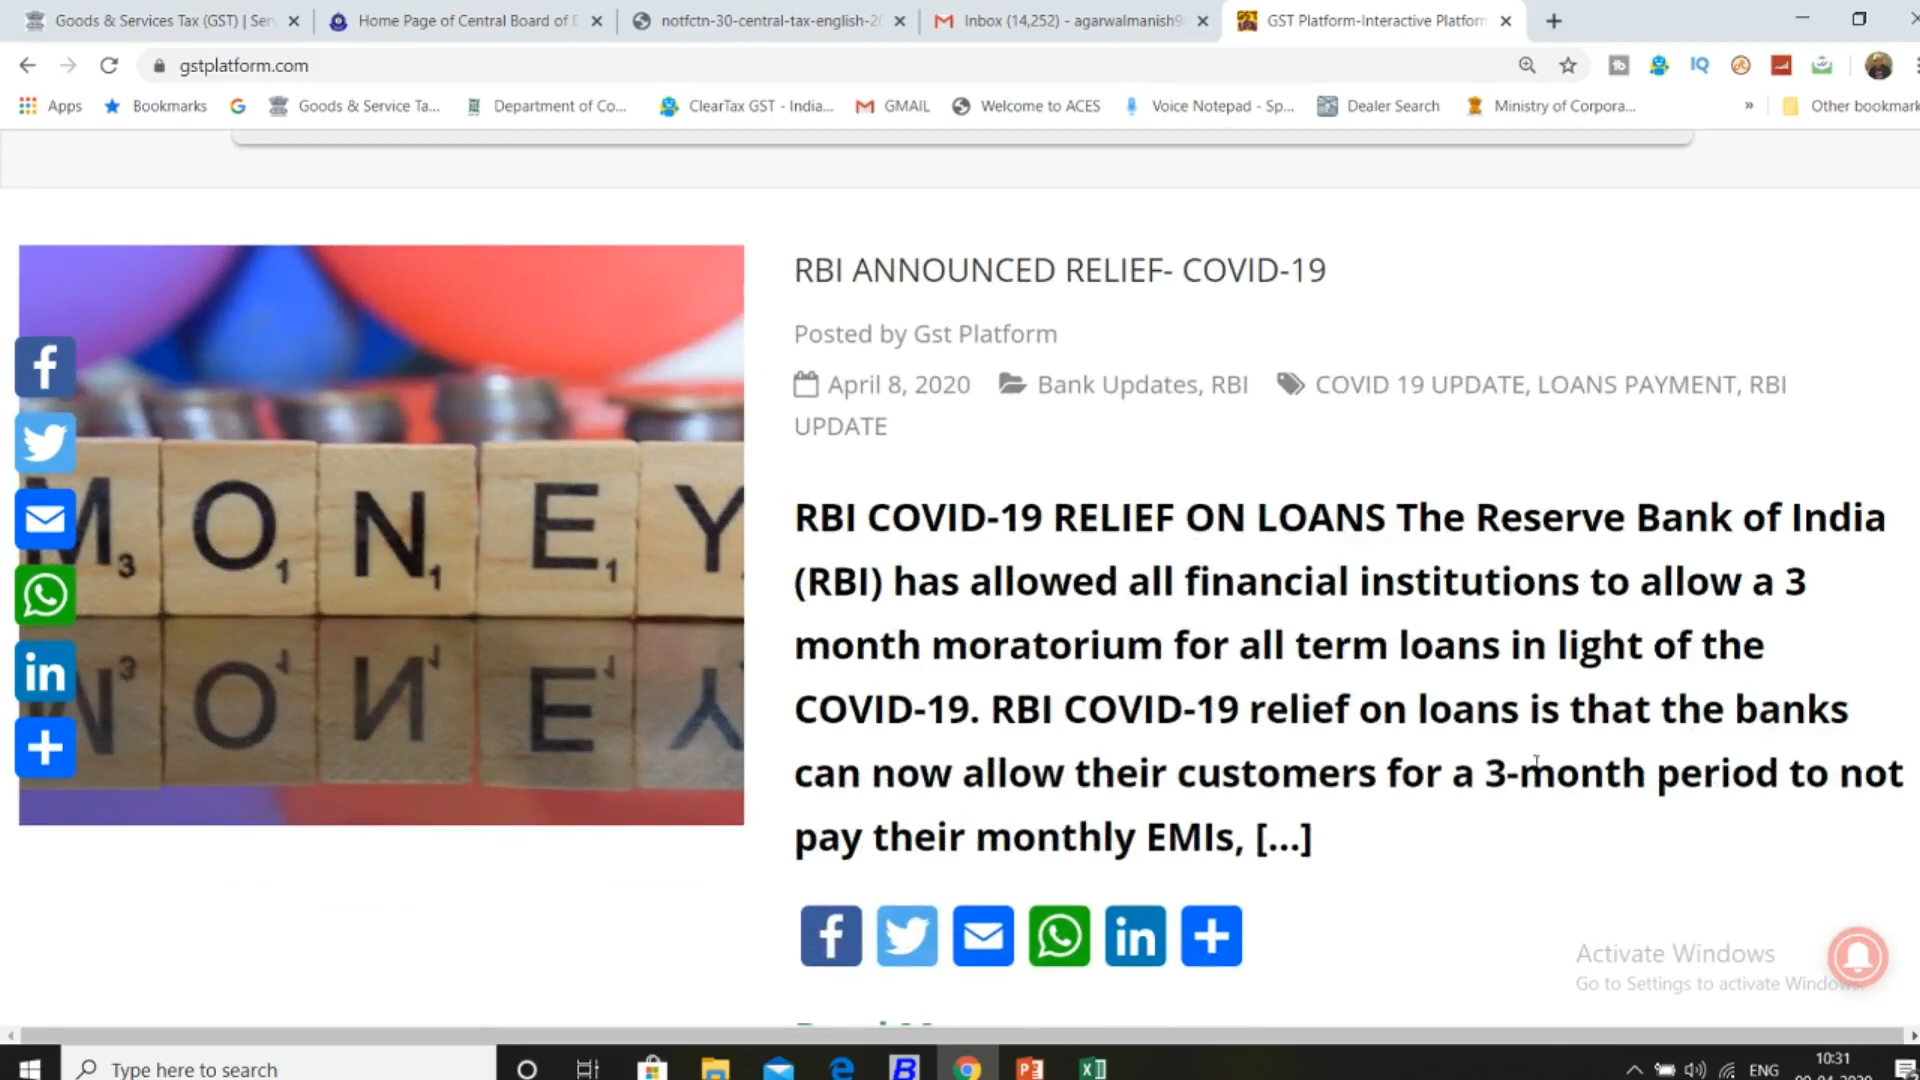 Goods & Services Tax (GST) | Ser
Home Page of Central Board of E
notfctn-30-central-tax-english-20
Inbox (14,252) - agarwalmanish9
GST Platform-Interactive Platform
gstplatform.com
Apps
Bookmarks
Goods & Service Ta...
Department of Co...
ClearTax GST - India...
GMAIL
Welcome to ACES
Voice Notepad - Sp...
Dealer Search
Ministry of Corpora...
»
Other bookmark
MONEY
RBI ANNOUNCED RELIEF- COVID-19
Posted by Gst Platform
April 8, 2020 Bank Updates, RBI COVID 19 UPDATE, LOANS PAYMENT, RBI
UPDATE
RBI COVID-19 RELIEF ON LOANS The Reserve Bank of India
(RBI) has allowed all financial institutions to allow a 3
month moratorium for all term loans in light of the
COVID-19. RBI COVID-19 relief on loans is that the banks
can now allow their customers for a 3-month period to not
pay their monthly EMIs, [...]
Activate Windows
Go to Settings to activate Windows.
Type here to search
ENG
10:31